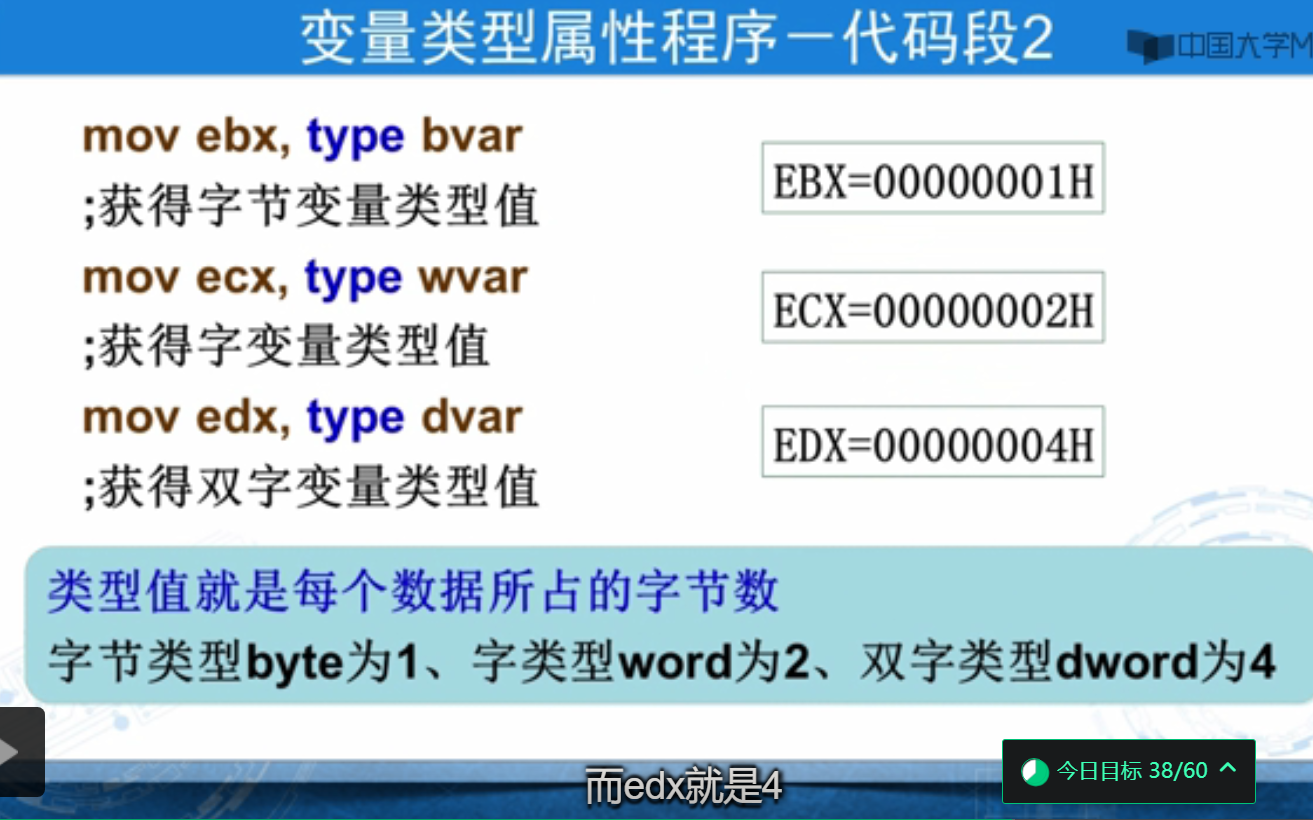 变量类型属性程序－代码段2
中国大学M
mov ebx, type bvar
;获得字节变量类型值
EBX=00000001H
mov ecx, type wvar
;获得字变量类型值
ECX=00000002H
mov edx, type dvar
;获得双字变量类型值
EDX=00000004H
类型值就是每个数据所占的字节数
字节类型byte为1、字类型word为2、双字类型dword为4
今日目标 38/60
而edx就是4